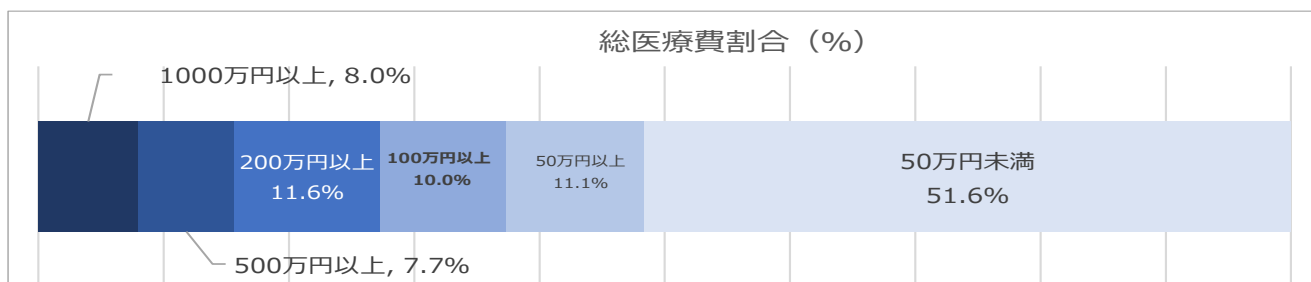 総医療費割合（%）
1000万円以上, 8.0%
200万円以上
11.6%
100万円以上
10.0%
50万円以上
11.1%
50万円未満
51.6%
500万円以上, 7.7%